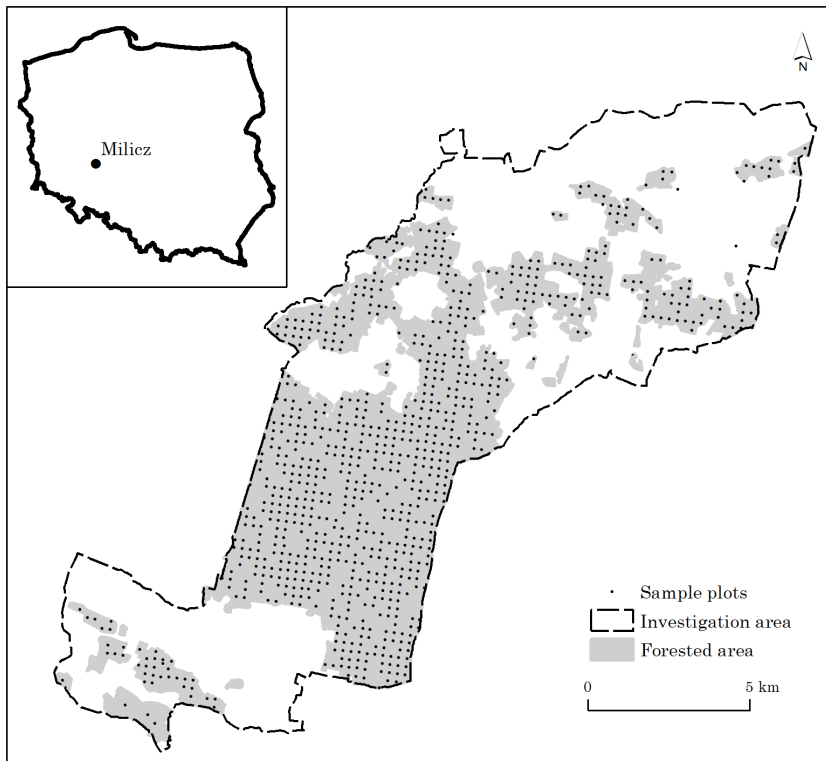 Milicz
N
Sample plots
Investigation area
Forested area
0 5 km